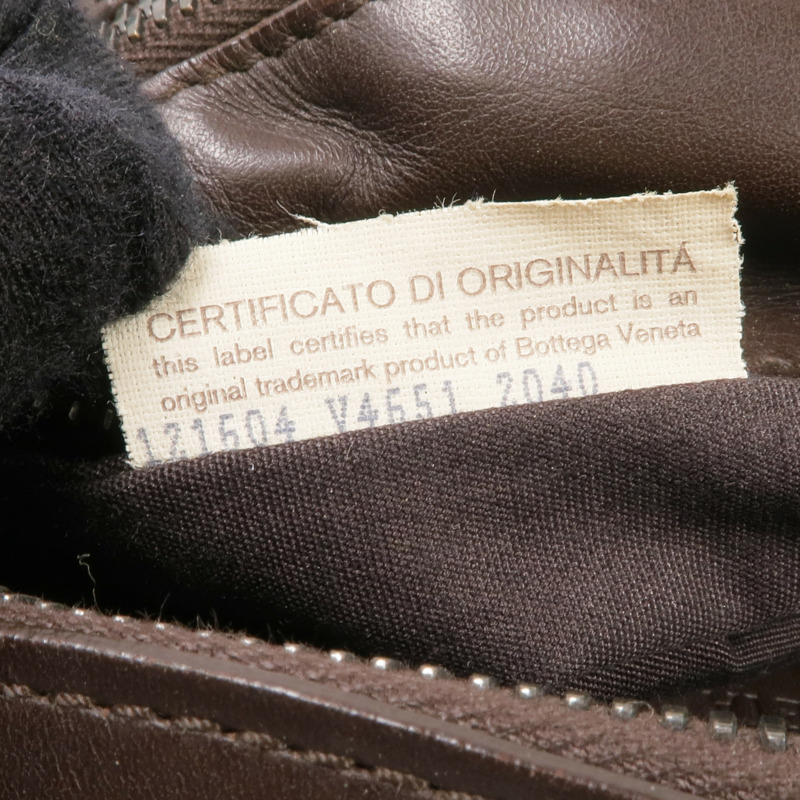 CERTIFICATO DI ORIGINALITÁ
this label certifies that the product is an
original trademark product of Bottega Veneta
121504 V4651 2040